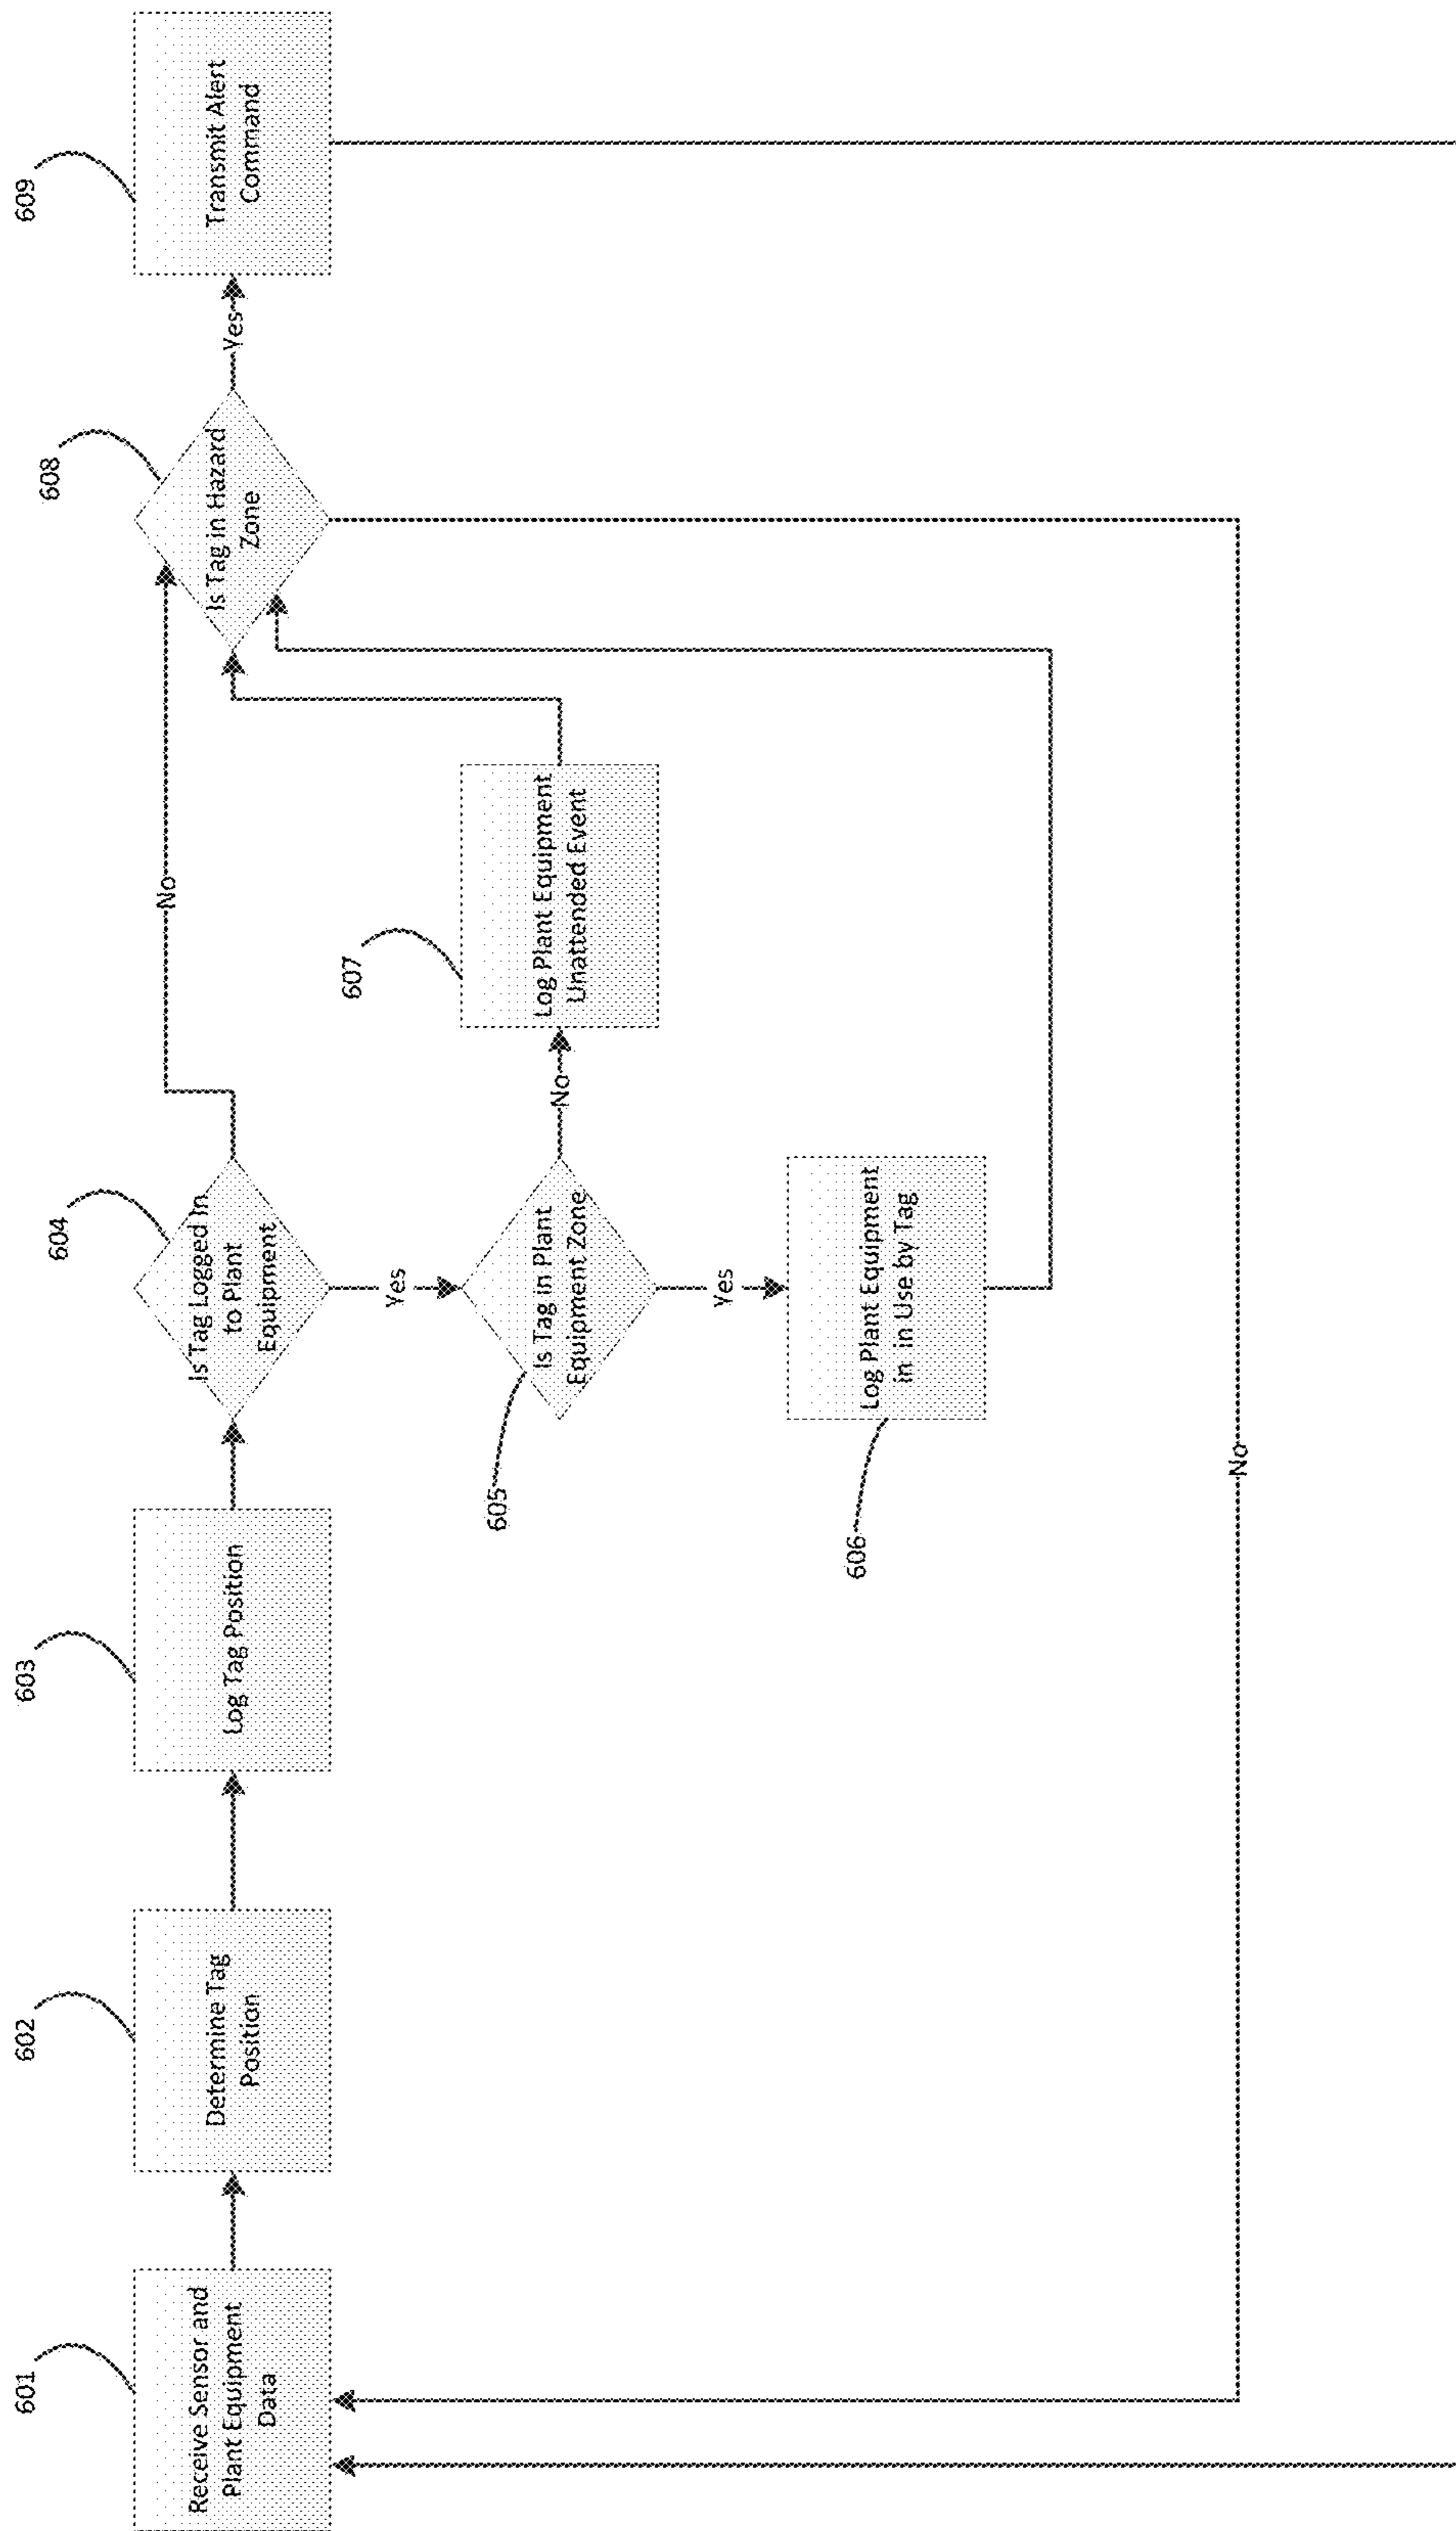 601
Receive Sensor and
Plant Equipment
Data
602
Determine Tag
Position
603
Log Tag Position
604
Is Tag Logged In
to Plant
Equipment
No
Yes
605
Is Tag in Plant
Equipment Zone
No
Yes
606
Log Plant Equipment
in in Use by Tag
607
Log Plant Equipment
Unattended Event
608
Is Tag in Hazard
Zone
Yes
No
609
Transmit Alert
Command